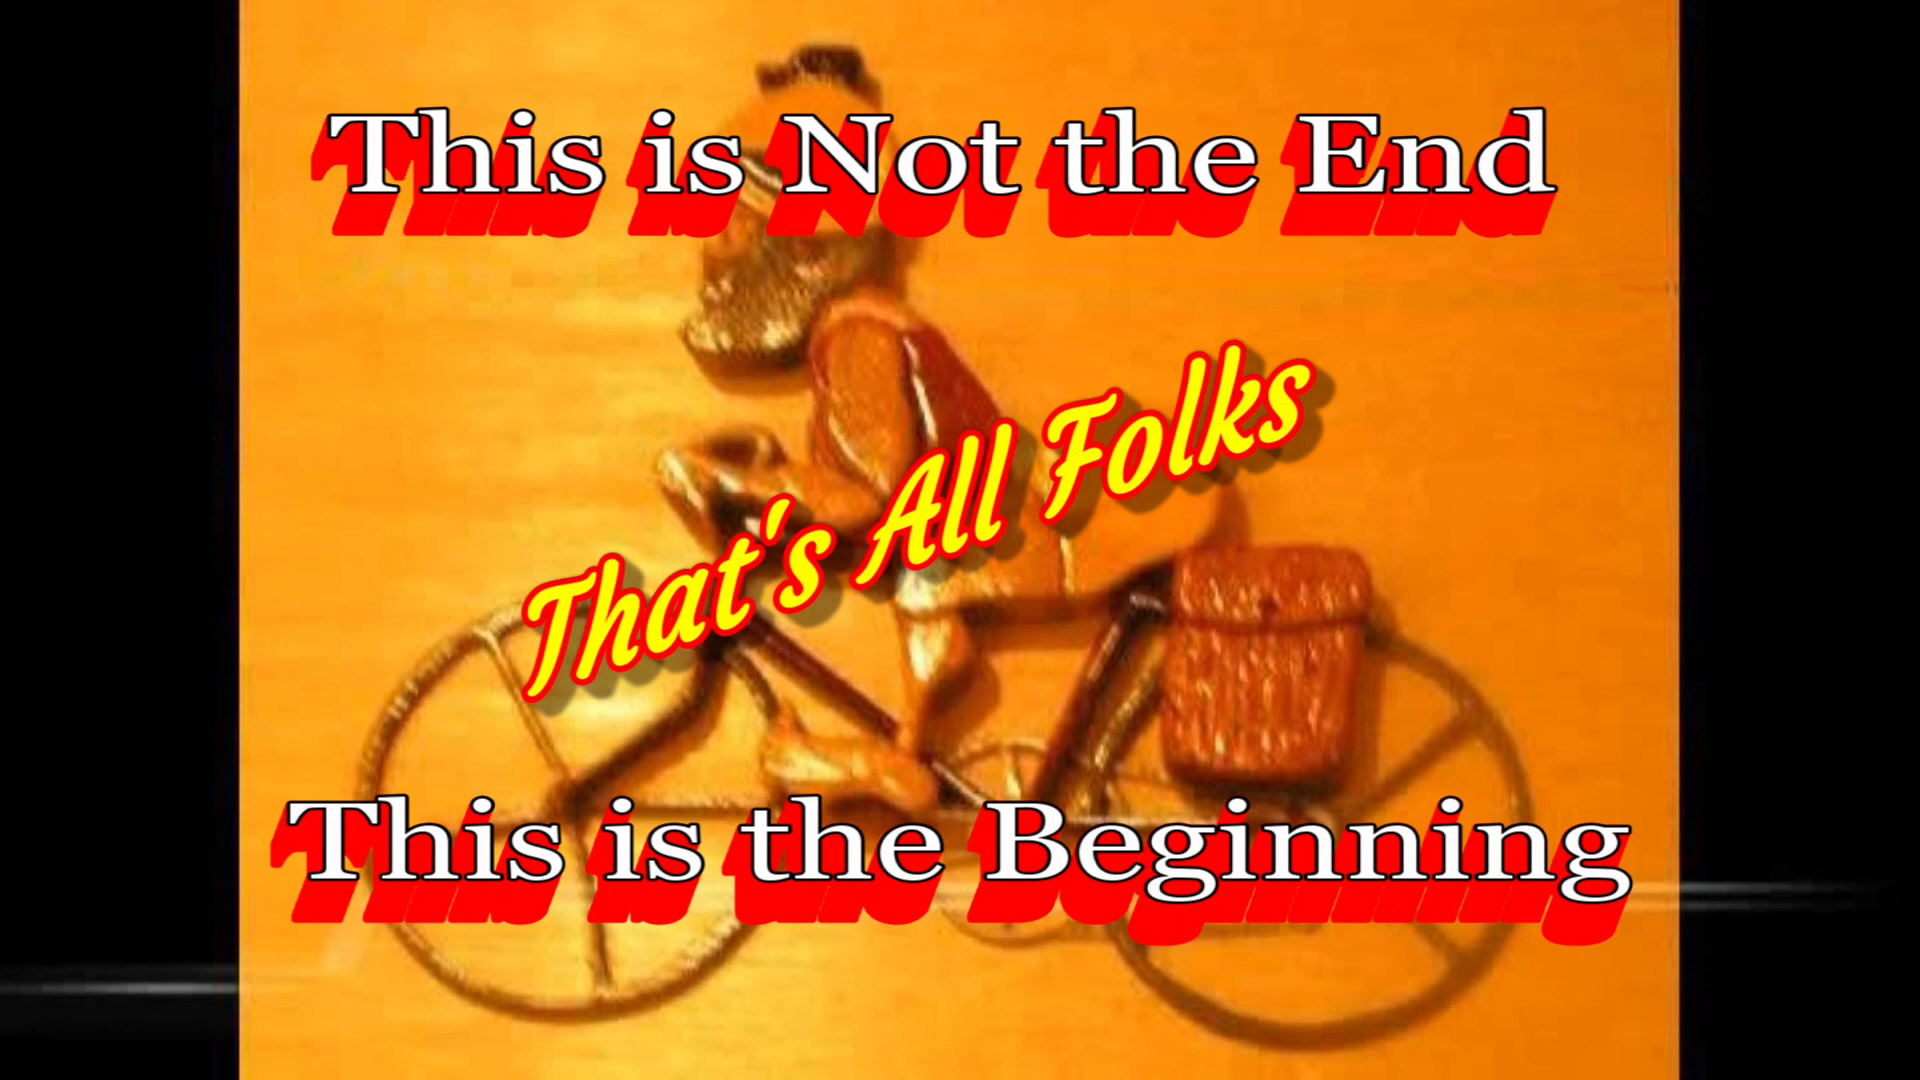 This is Not the End
That's All Folks
This is the Beginning